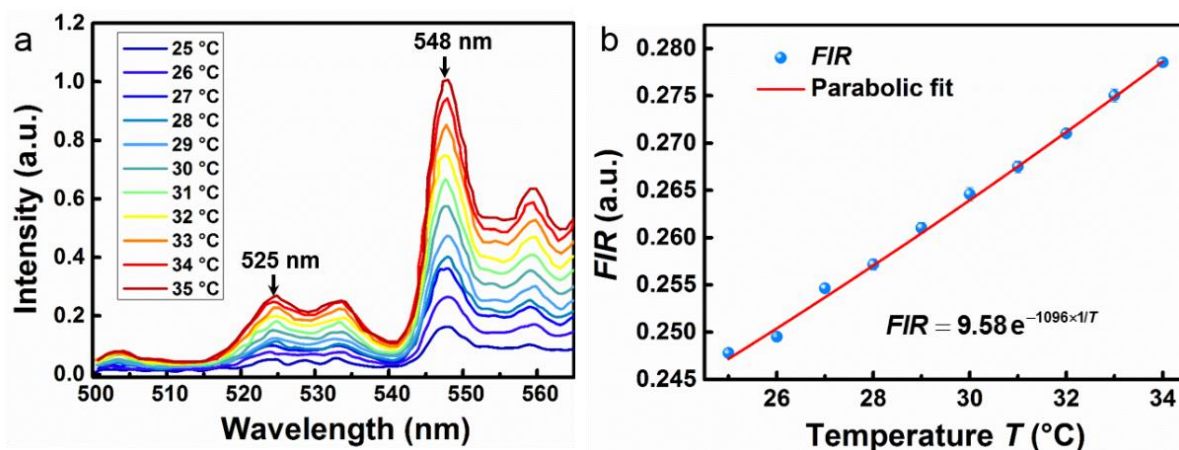 a
1.2
1.0
0.8
0.6
0.4
0.2
0.0
Intensity (a.u.)
25 °C
26 °C
27 °C
28 °C
29 °C
30 °C
31 °C
32 °C
33 °C
34 °C
35 °C
525 nm
548 nm
500 510 520 530 540 550 560
Wavelength (nm)
b
0.280
0.275
0.270
0.265
0.260
0.255
0.250
0.245
FIR (a.u.)
FIR
Parabolic fit
FIR = 9.58 e^−1096×1/T
26 28 30 32 34
Temperature T (°C)